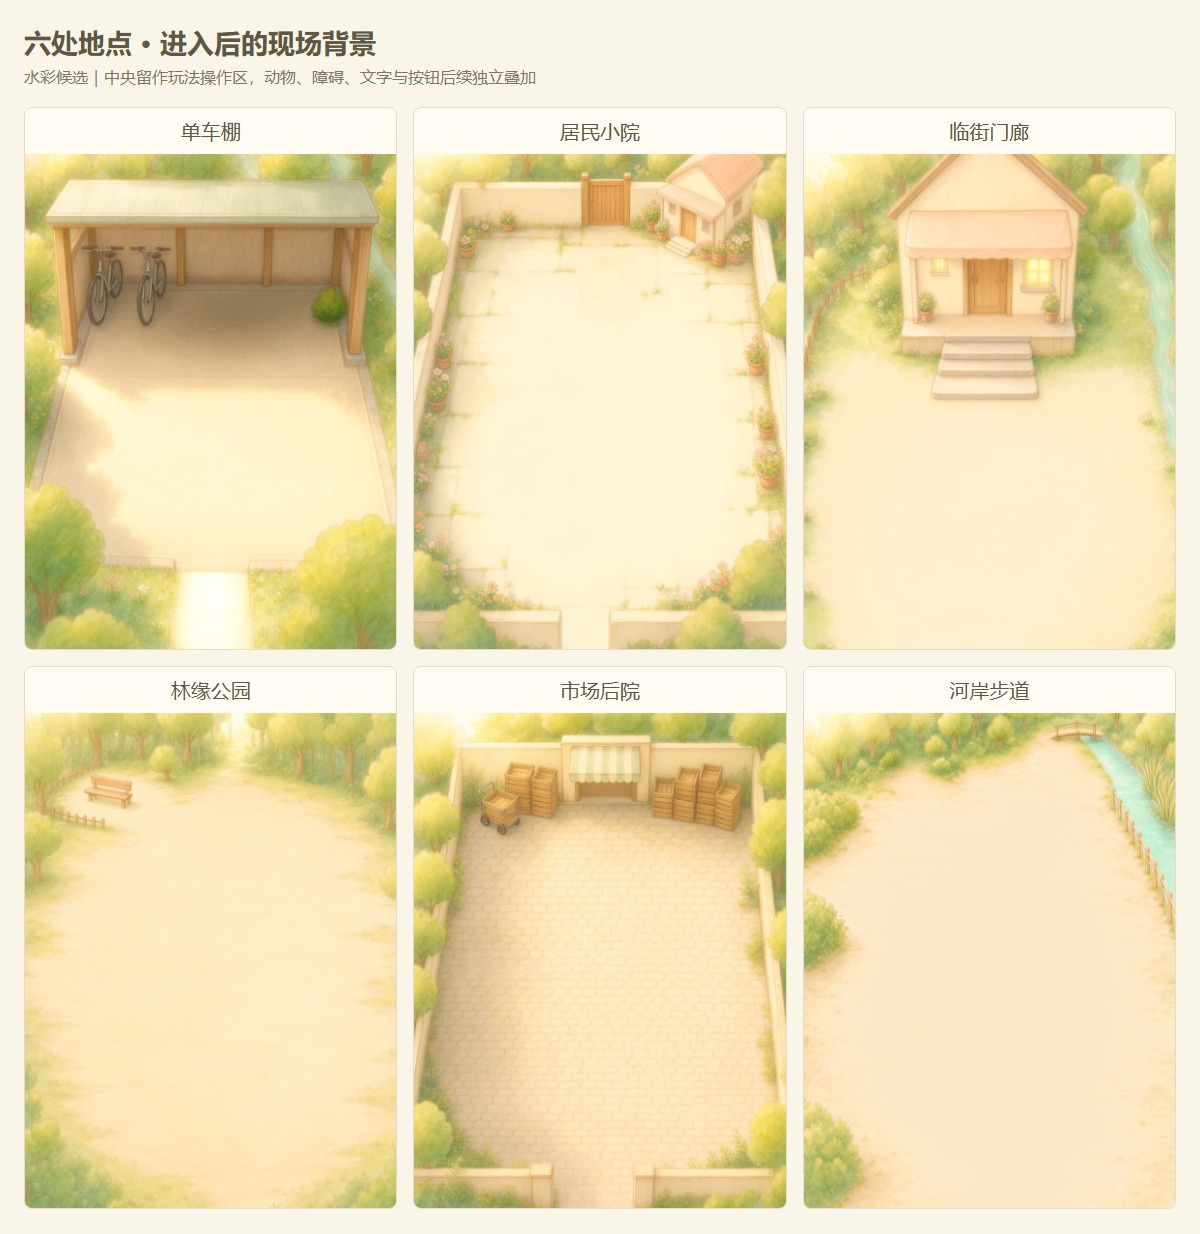 六处地点・进入后的现场背景
水彩候选｜中央留作玩法操作区，动物、障碍、文字与按钮后续独立叠加
单车棚
居民小院
临街门廊
林缘公园
市场后院
河岸步道